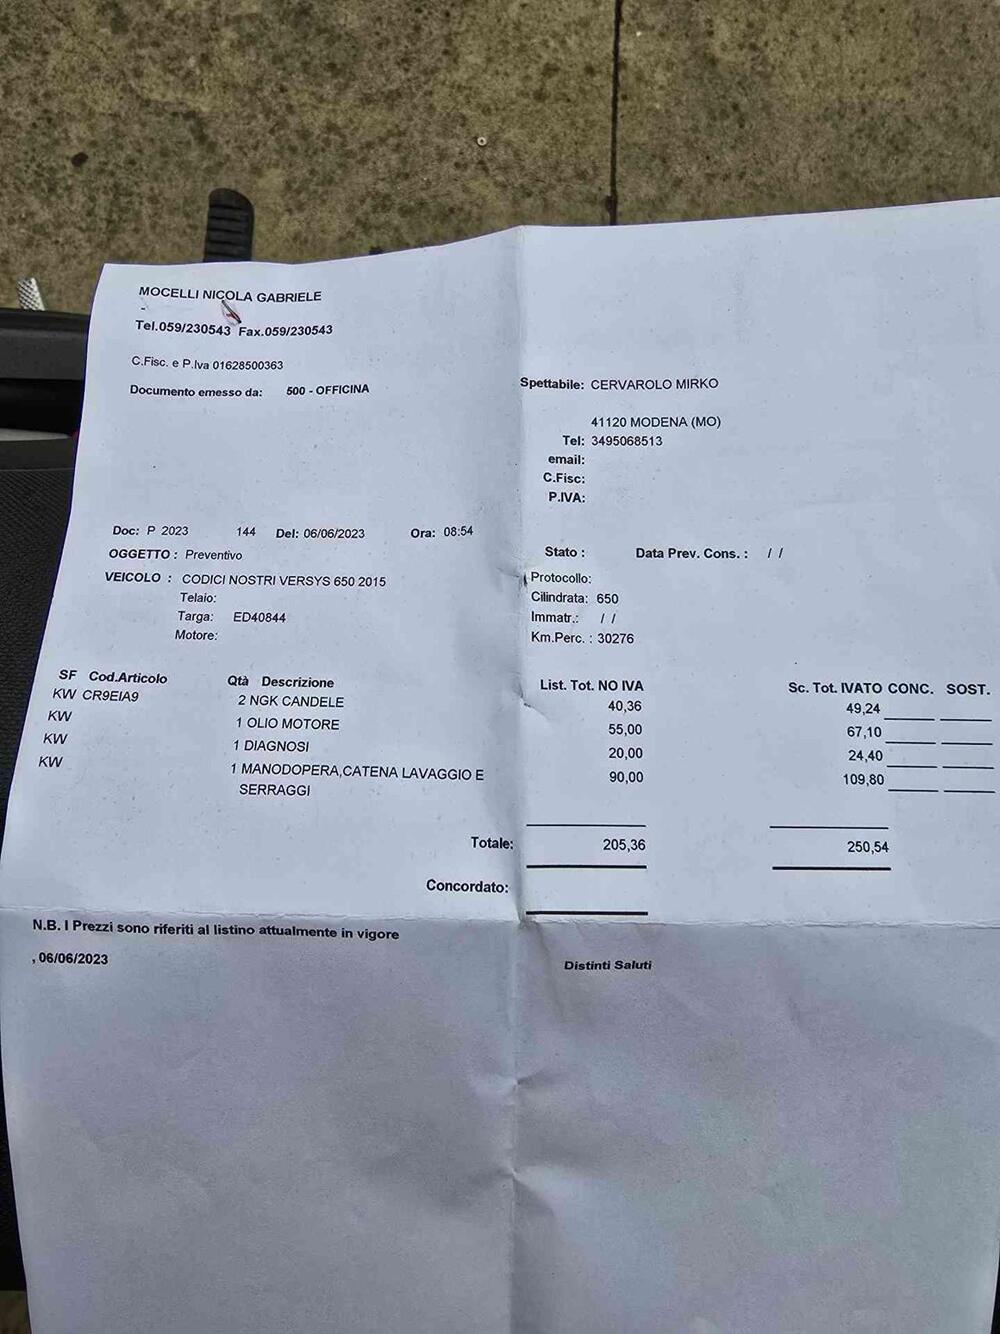 MOCELLI NICOLA GABRIELE
-
Tel.059/230543 Fax.059/230543
C.Fisc. e P.Iva 01628500363
Documento emesso da: 500 - OFFICINA
Spettabile: CERVAROLO MIRKO
41120 MODENA (MO)
Tel: 3495068513
email:
C.Fisc:
P.IVA:
Doc: P 2023 144 Del: 06/06/2023 Ora: 08:54
OGGETTO : Preventivo
VEICOLO : CODICI NOSTRI VERSYS 650 2015
Telaio:
Targa: ED40844
Motore:
Stato : Data Prev. Cons. : / /
Protocollo:
Cilindrata: 650
Immatr.: / /
Km.Perc. : 30276
SF Cod.Articolo Qtà Descrizione List. Tot. NO IVA Sc. Tot. IVATO CONC. SOST.
KW CR9EIA9 2 NGK CANDELE 40,36 49,24
KW 1 OLIO MOTORE 55,00 67,10
KW 1 DIAGNOSI 20,00 24,40
KW 1 MANODOPERA,CATENA LAVAGGIO E 90,00 109,80
SERRAGGI
Totale: 205,36 250,54
Concordato:
N.B. I Prezzi sono riferiti al listino attualmente in vigore
, 06/06/2023
Distinti Saluti